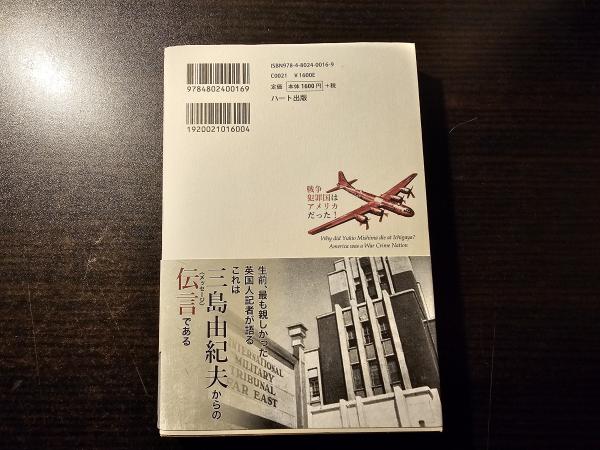 ISBN978-4-8024-0016-9
C0021 ¥1600E
定価 本体1600円 +税
ハート出版
9784802400169
1920021016004
戦争
犯罪国は
アメリカ
だった!
Why did Yukio Mishima die at Ichigaya?
America was a War Crime Nation
生前、最も親しかった
英国人記者が語る
これは
三島由紀夫からの
伝言である
(メッセージ)
INTERNATIONAL
MILITARY
TRIBUNAL
FAR EAST